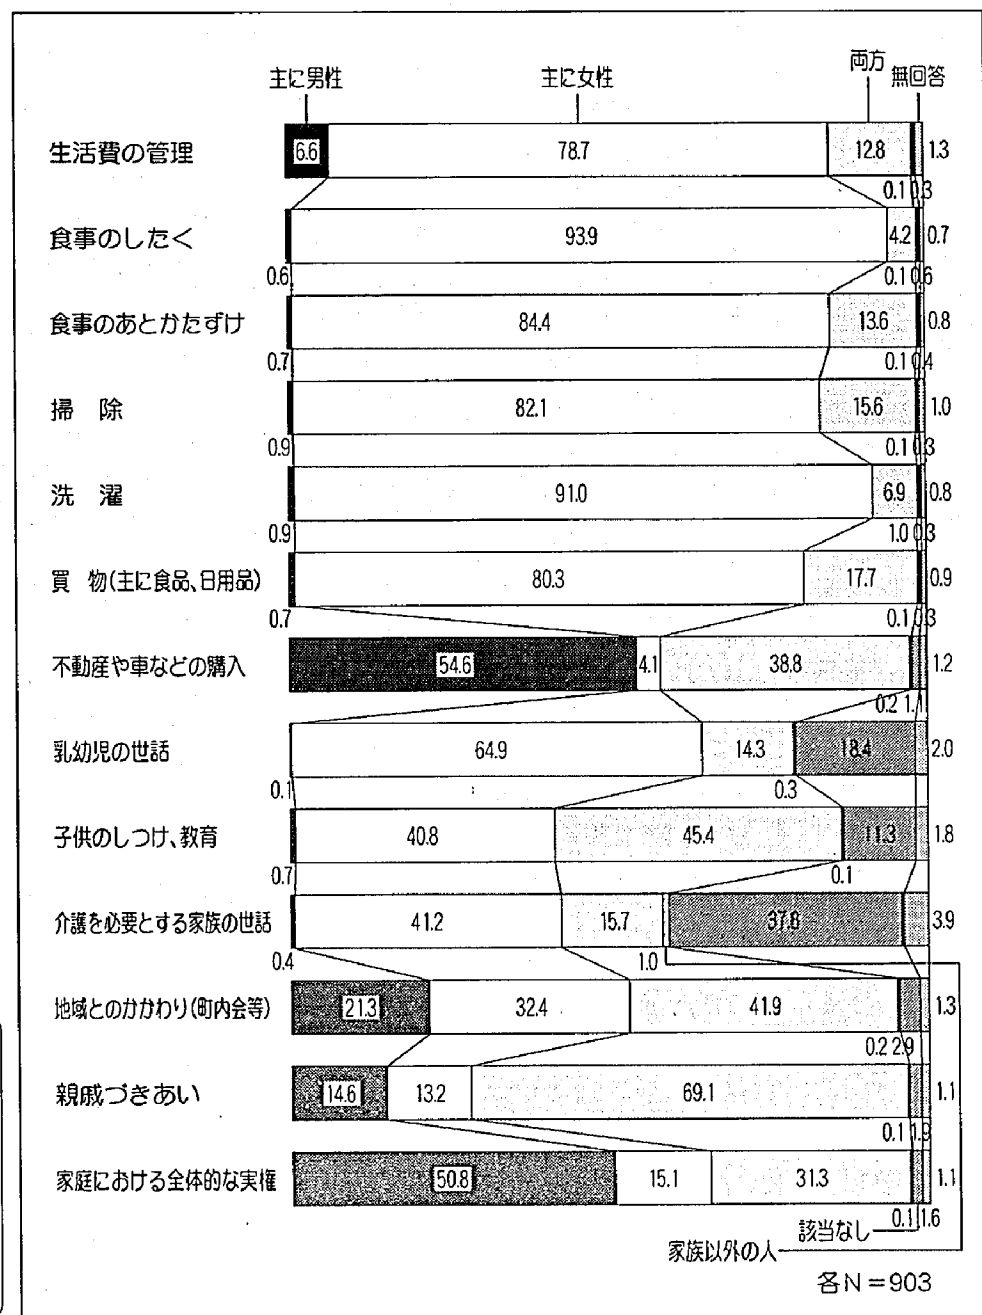 主に男性 主に女性 両方 無回答
生活費の管理 6.6 78.7 12.8 1.3
0.1 0.3
食事のしたく 93.9 4.2 0.7
0.6 0.1 0.6
食事のあとかたずけ 84.4 13.6 0.8
0.7 0.1 0.4
掃 除 82.1 15.6 1.0
0.9 0.1 0.3
洗 濯 91.0 6.9 0.8
0.9 1.0 0.3
買 物(主に食品、日用品) 80.3 17.7 0.9
0.7 0.1 0.3
不動産や車などの購入 54.6 4.1 38.8 1.2
0.2 1.1
乳幼児の世話 64.9 14.3 18.4 2.0
0.1 0.3
子供のしつけ、教育 40.8 45.4 11.3 1.8
0.7 0.1
介護を必要とする家族の世話 41.2 15.7 37.8 3.9
0.4 1.0
地域とのかかわり(町内会等) 21.3 32.4 41.9 1.3
0.2 2.9
親戚づきあい 14.6 13.2 69.1 1.1
0.1 1.9
家庭における全体的な実権 50.8 15.1 31.3 1.1
0.1 1.6
該当なし
家族以外の人
各N=903